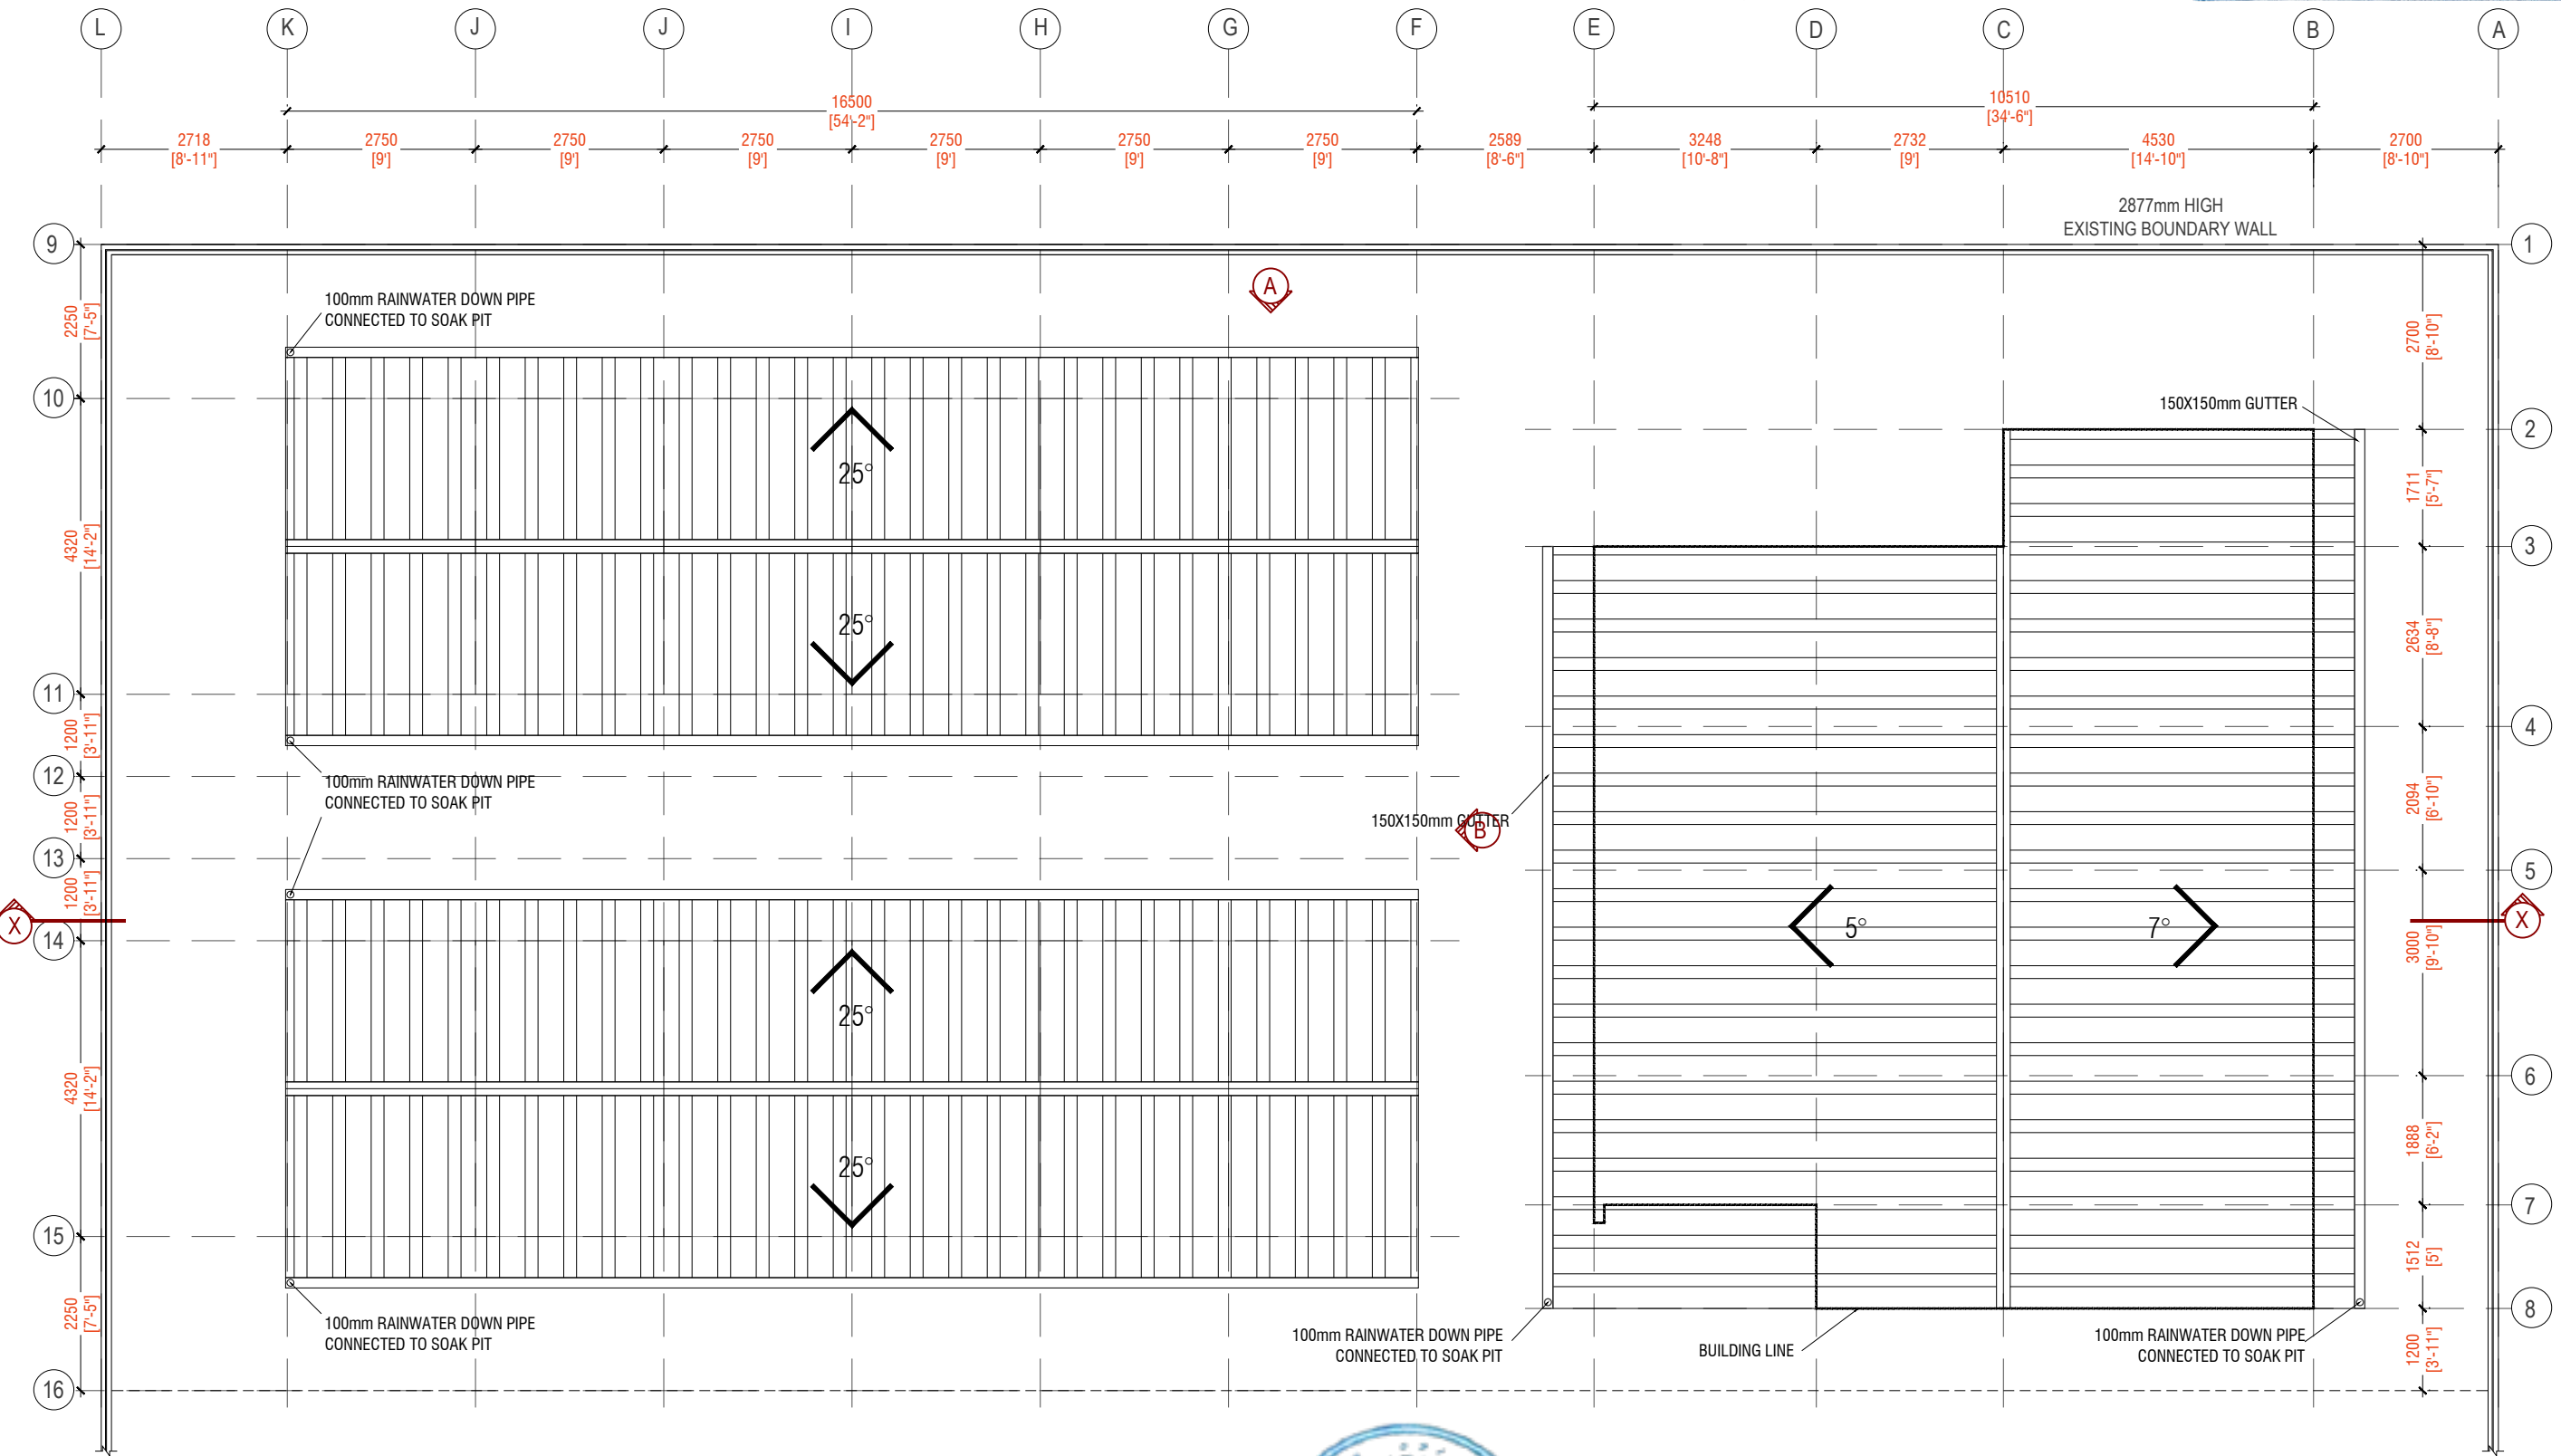 L K J J I H G F E D C B A
16500
[54'-2"]
10510
[34'-6"]
2718 2750 2750 2750 2750 2750 2750 2589 3248 2732 4530 2700
[8'-11"] [9'] [9'] [9'] [9'] [9'] [9'] [8'-6"] [10'-8"] [9'] [14'-10"] [8'-10"]
2877mm HIGH
EXISTING BOUNDARY WALL
9
1
A
100mm RAINWATER DOWN PIPE
CONNECTED TO SOAK PIT
2250
[7'-5"]
2700
[8'-10"]
10
150X150mm GUTTER
2
25°
1711
[5'-7"]
4320
[14'-2"]
3
25°
2634
[8'-8"]
11
4
1200
[3'-11"]
12
100mm RAINWATER DOWN PIPE
CONNECTED TO SOAK PIT
2094
[6'-10"]
1200
[3'-11"]
150X150mm GUTTER
B
13
5
1200
[3'-11"]
X
X
14
5°
7°
3000
[9'-10"]
25°
4320
[14'-2"]
6
25°
1888
[6'-2"]
7
15
1512
[5']
2250
[7'-5"]
8
100mm RAINWATER DOWN PIPE
CONNECTED TO SOAK PIT
100mm RAINWATER DOWN PIPE
CONNECTED TO SOAK PIT
BUILDING LINE
100mm RAINWATER DOWN PIPE
CONNECTED TO SOAK PIT
1200
[3'-11"]
16